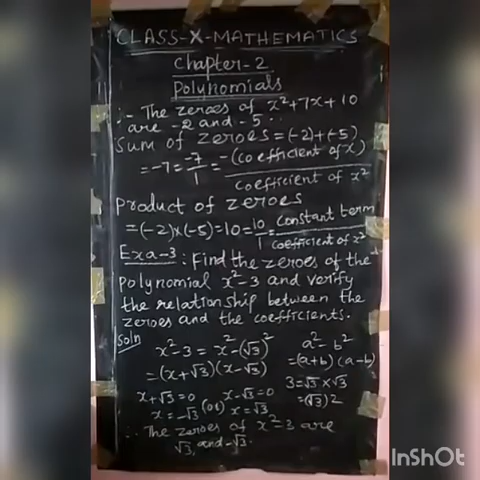 CLASS-X-MATHEMATICS
Chapter-2
Polynomials
∴- The zeroes of x²+7x+10
are -2 and -5.
Sum of zeroes = (-2)+(-5)
= -7 = -7/1 = -(coefficient of x)/coefficient of x²
product of zeroes
= (-2)×(-5) = 10 = 10/1 = constant term/coefficient of x²
Exa-3: Find the zeroes of the
polynomial x²-3 and verify
the relationship between the
zeroes and the coefficients.
Soln
x²-3 = x²-(√3)²
= (x+√3)(x-√3)
x+√3=0 x-√3=0
x=-√3 (or) x=√3
a²-b²
=(a+b)(a-b)
3=√3×√3
=(√3)2
∴ The zeroes of x²-3 are
√3, and -√3.
InShOt